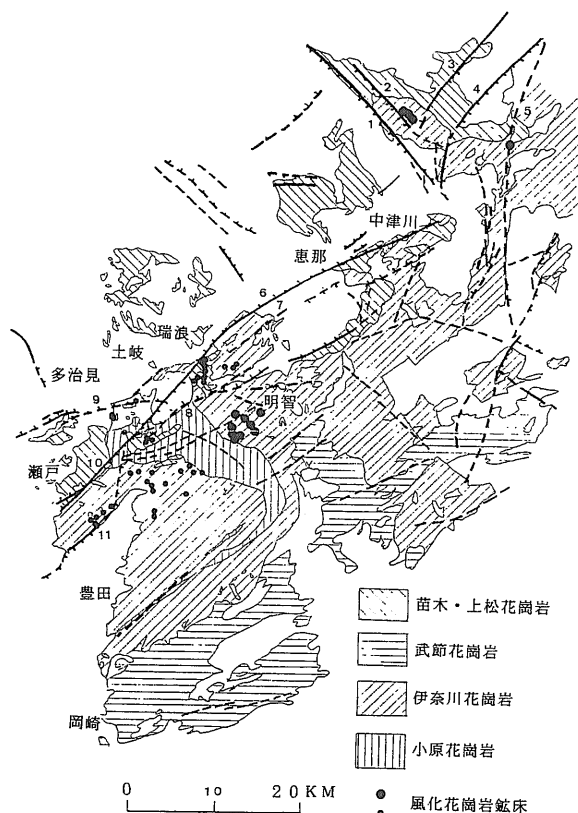 3
2
4
1
5
中津川
恵那
6
7
瑞浪
土岐
多治見
明智
9
8
瀬戸
10
11
豊田
岡崎
苗木・上松花崗岩
武節花崗岩
伊奈川花崗岩
小原花崗岩
風化花崗岩鉱床
0 10 20KM